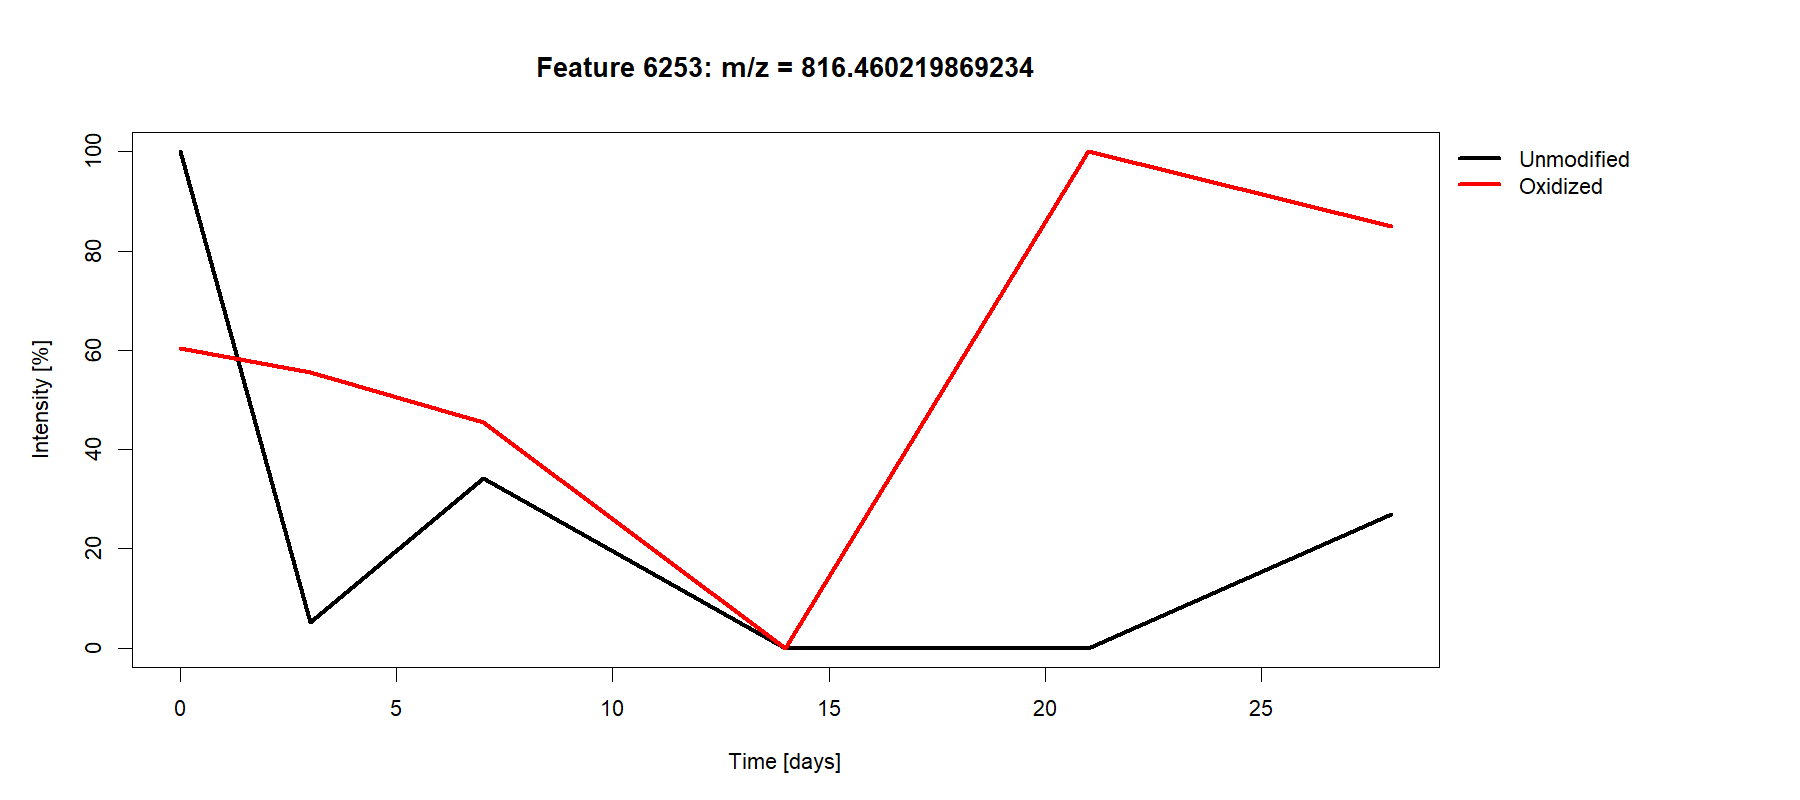 Feature 6253: m/z = 816.460219869234
Unmodified
Oxidized
Intensity [%]
100
80
60
40
20
0
0 5 10 15 20 25
Time [days]